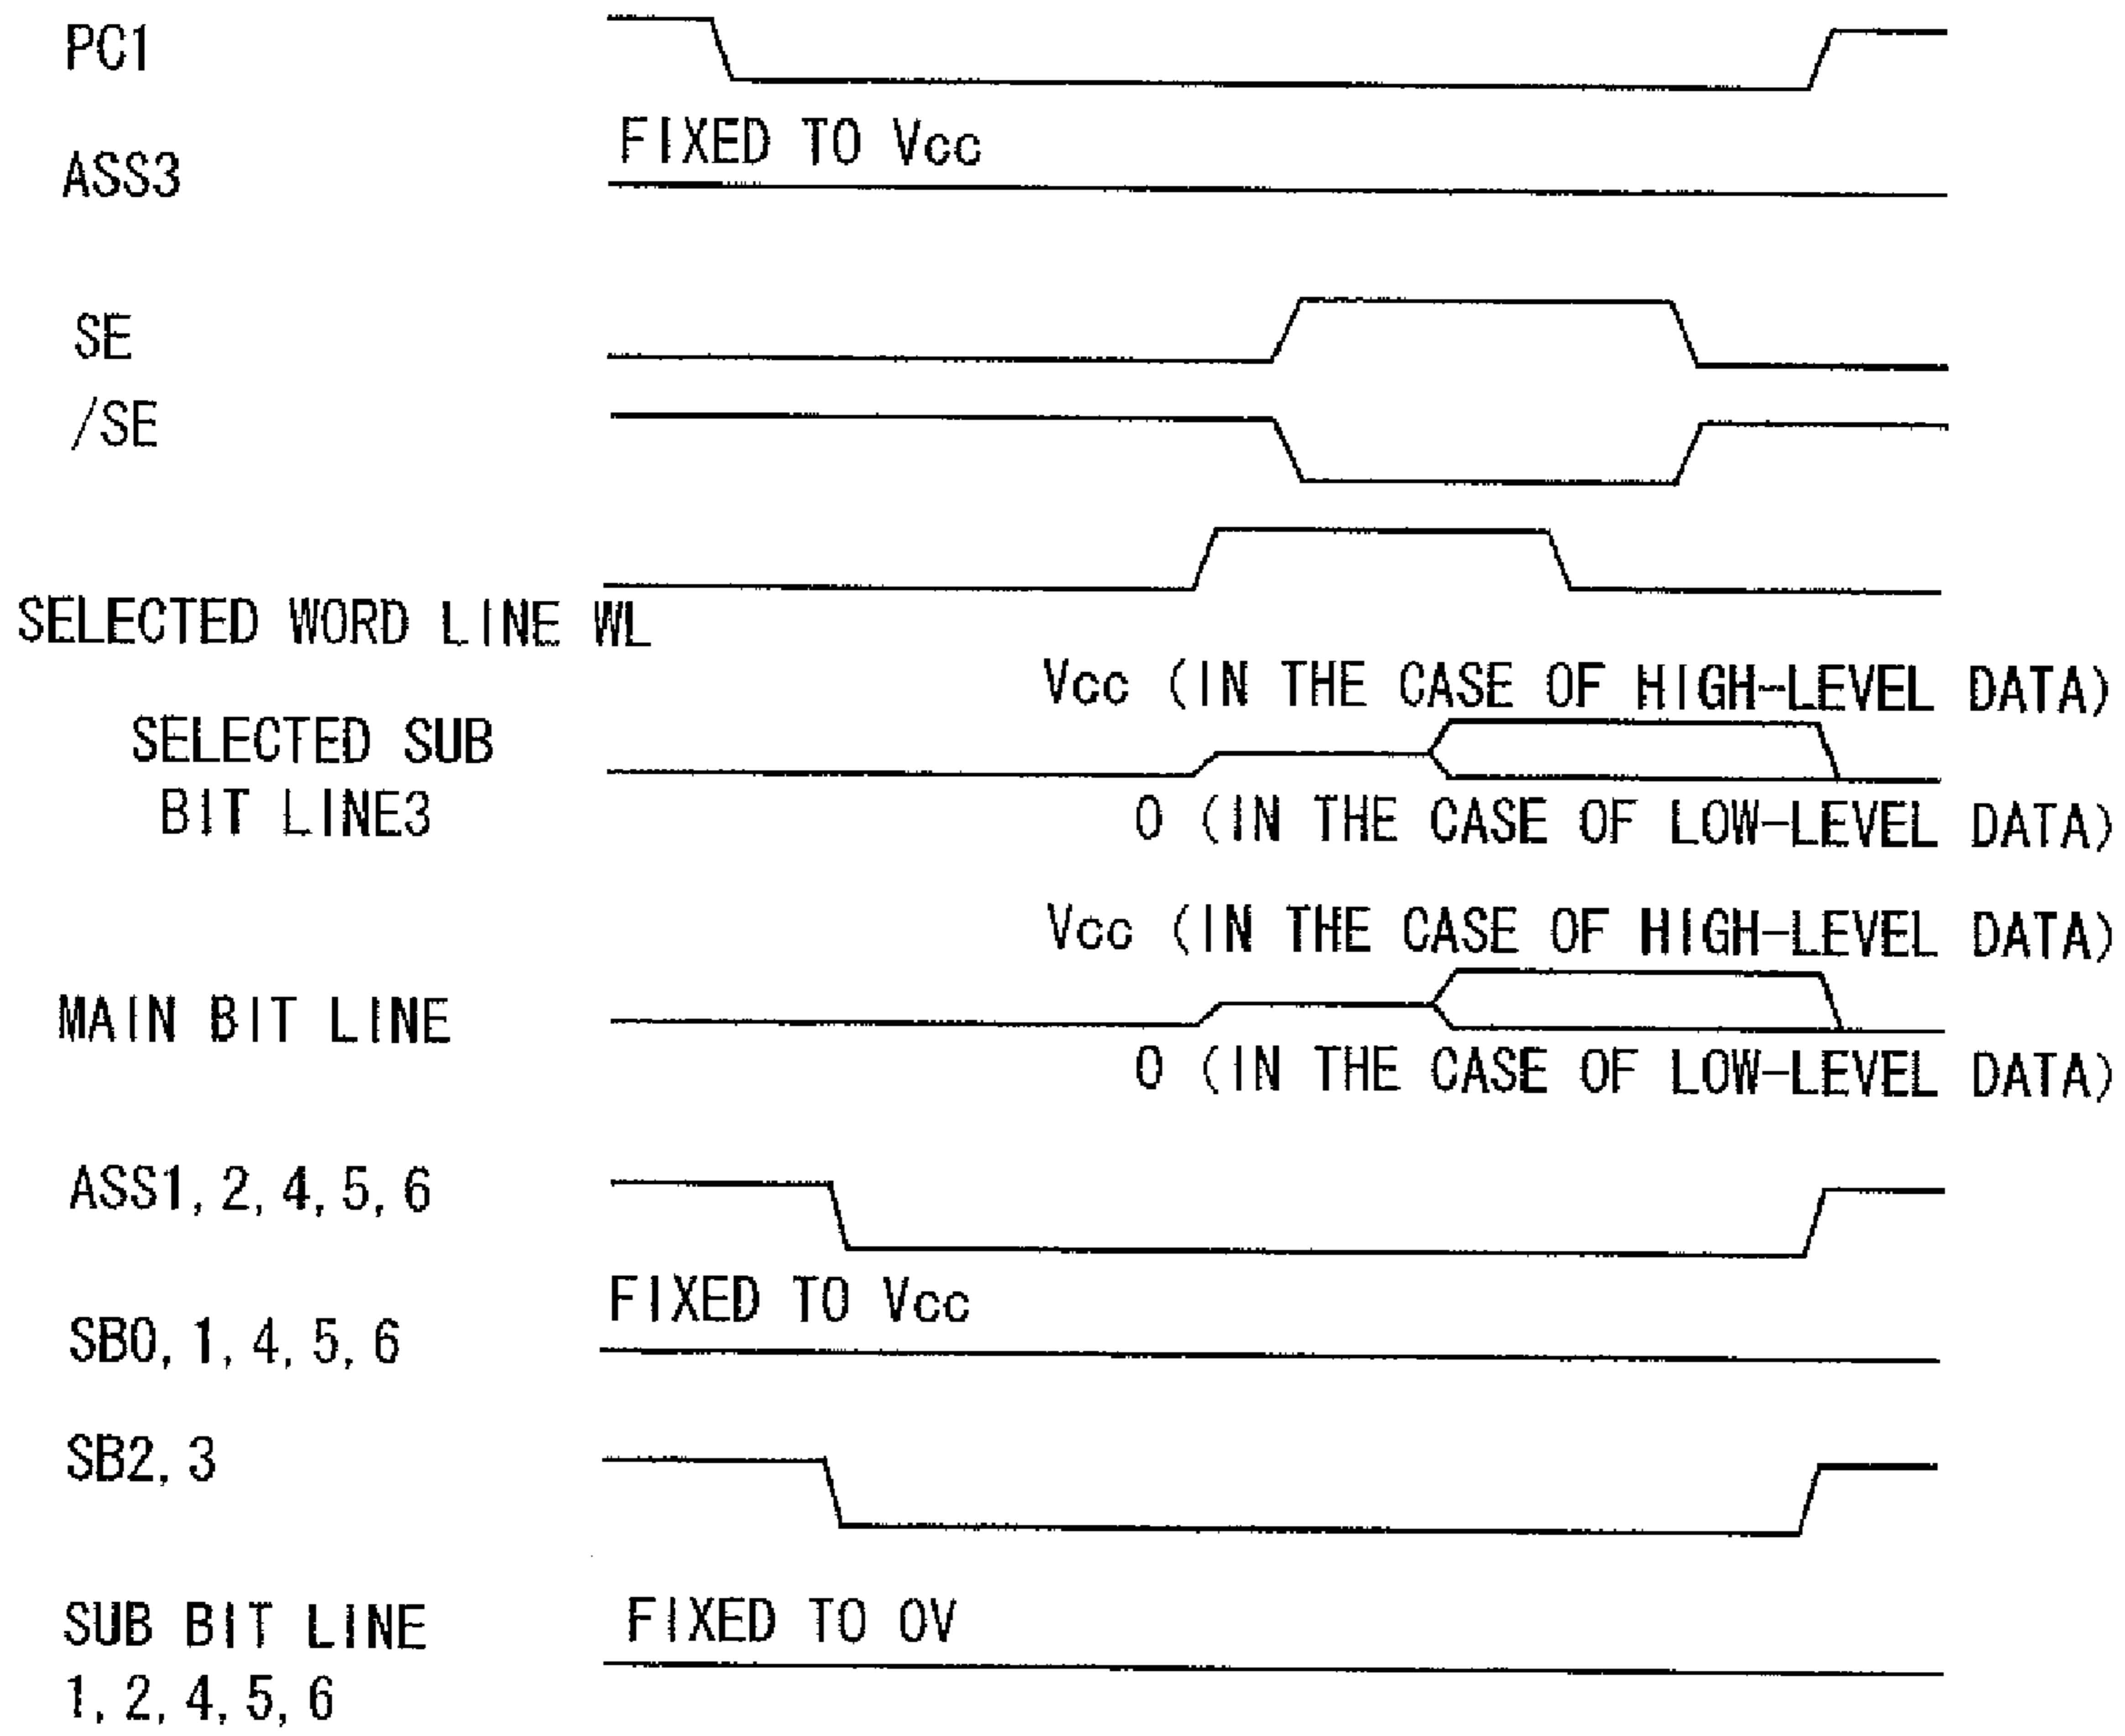 PC1
FIXED TO Vcc
ASS3
SE
/SE
SELECTED WORD LINE WL
Vcc (IN THE CASE OF HIGH-LEVEL DATA)
SELECTED SUB
BIT LINE3
0 (IN THE CASE OF LOW-LEVEL DATA)
Vcc (IN THE CASE OF HIGH-LEVEL DATA)
MAIN BIT LINE
0 (IN THE CASE OF LOW-LEVEL DATA)
ASS1, 2, 4, 5, 6
FIXED TO Vcc
SB0, 1, 4, 5, 6
SB2, 3
SUB BIT LINE
1, 2, 4, 5, 6
FIXED TO 0V